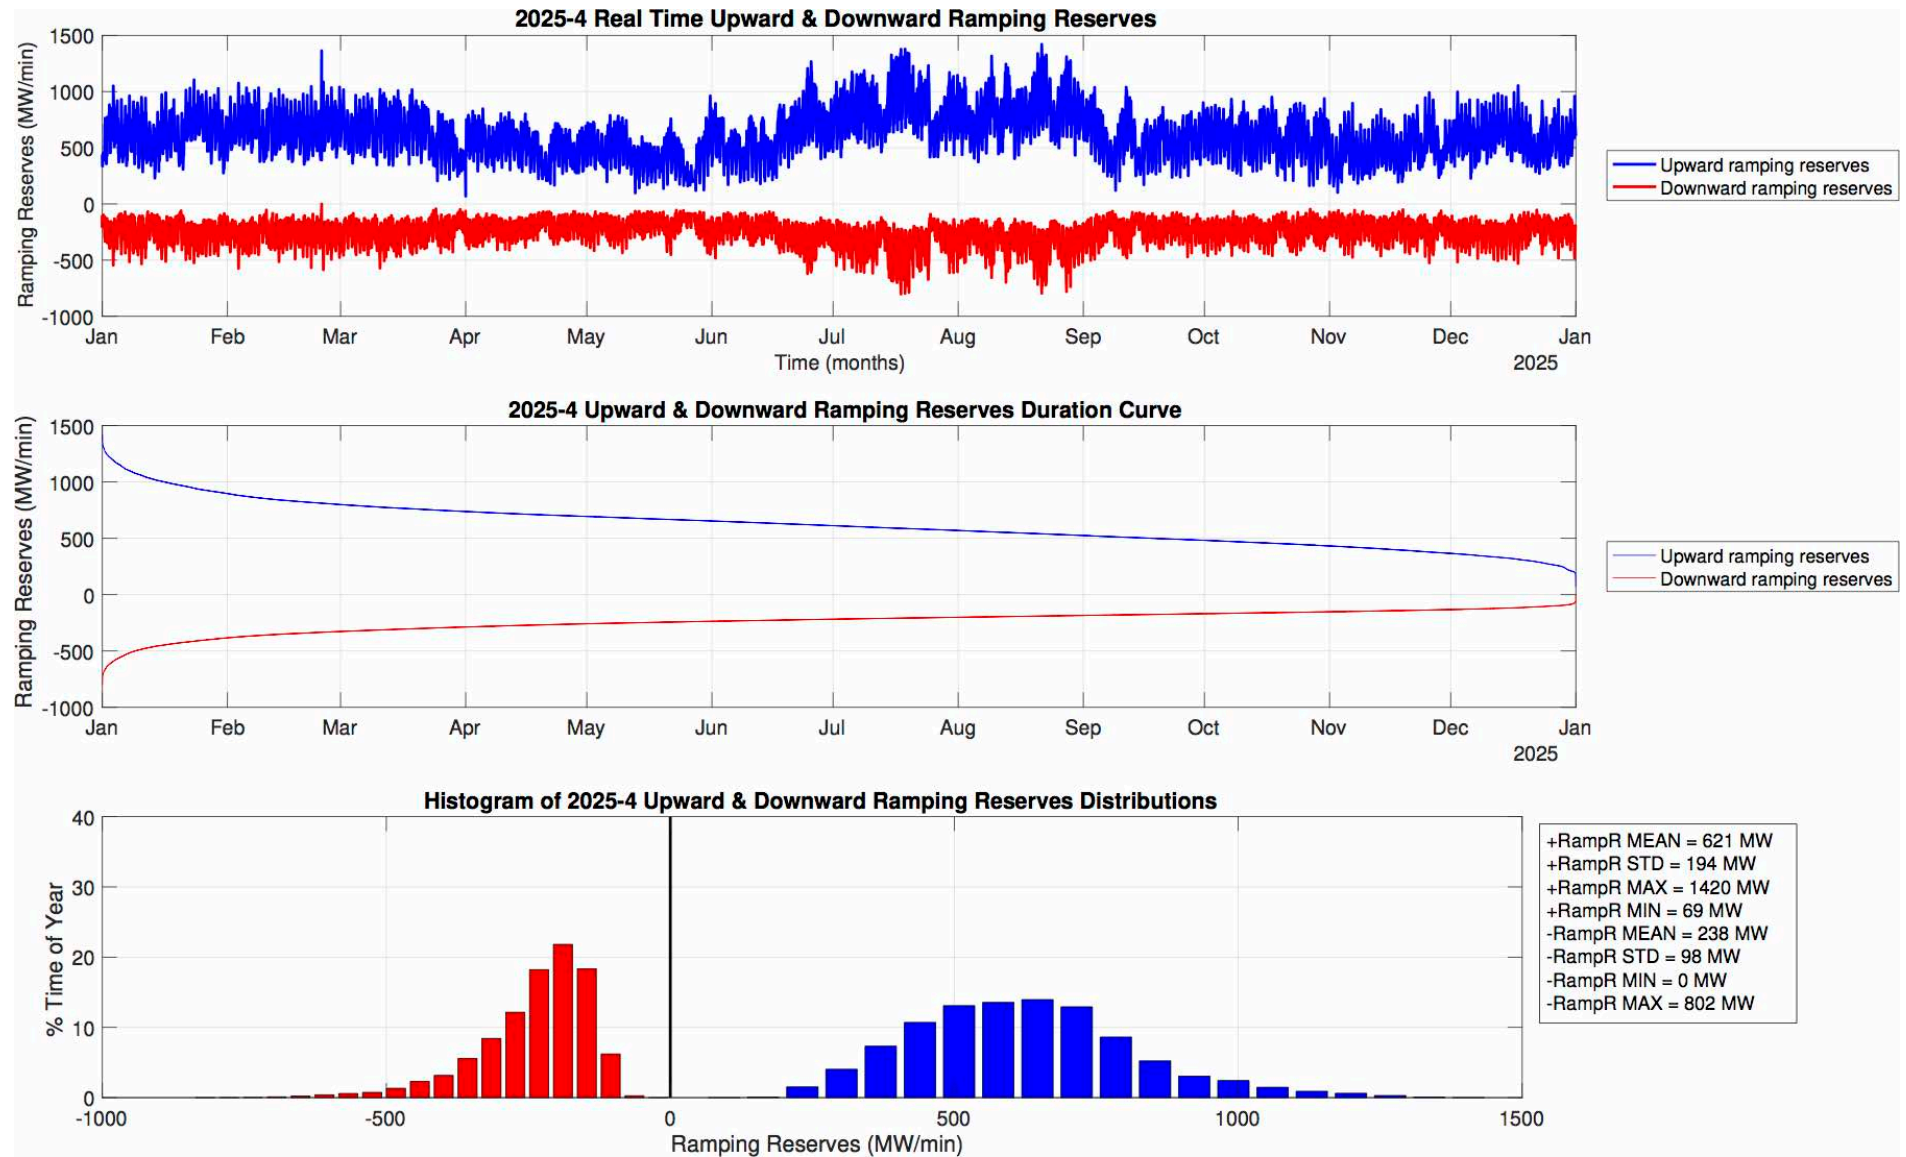 2025-4 Real Time Upward & Downward Ramping Reserves
Ramping Reserves (MW/min)
1500
1000
500
0
-500
-1000
Jan Feb Mar Apr May Jun Jul Aug Sep Oct Nov Dec Jan
Time (months)
2025
Upward ramping reserves
Downward ramping reserves
2025-4 Upward & Downward Ramping Reserves Duration Curve
Ramping Reserves (MW/min)
1500
1000
500
0
-500
-1000
Jan Feb Mar Apr May Jun Jul Aug Sep Oct Nov Dec Jan
2025
Upward ramping reserves
Downward ramping reserves
Histogram of 2025-4 Upward & Downward Ramping Reserves Distributions
% Time of Year
40
30
20
10
0
-1000 -500 0 500 1000 1500
Ramping Reserves (MW/min)
+RampR MEAN = 621 MW
+RampR STD = 194 MW
+RampR MAX = 1420 MW
+RampR MIN = 69 MW
-RampR MEAN = 238 MW
-RampR STD = 98 MW
-RampR MIN = 0 MW
-RampR MAX = 802 MW